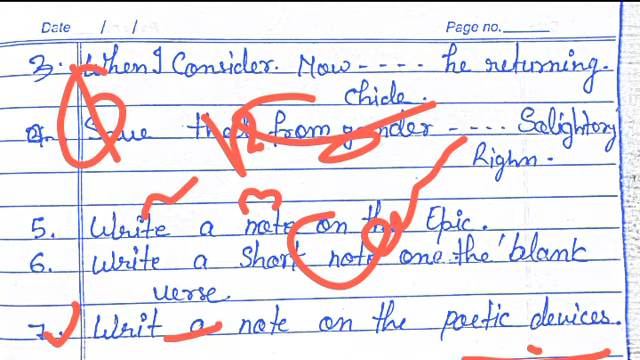 Date / / Page no.
3. When I Consider. How ---- he returning.
chide.
4. Save that from yonder ---- Solightory
Righn.
5. Write a note on the Epic.
6. Write a short note one the blank
verse.
7. Writ a note on the poetic devices.